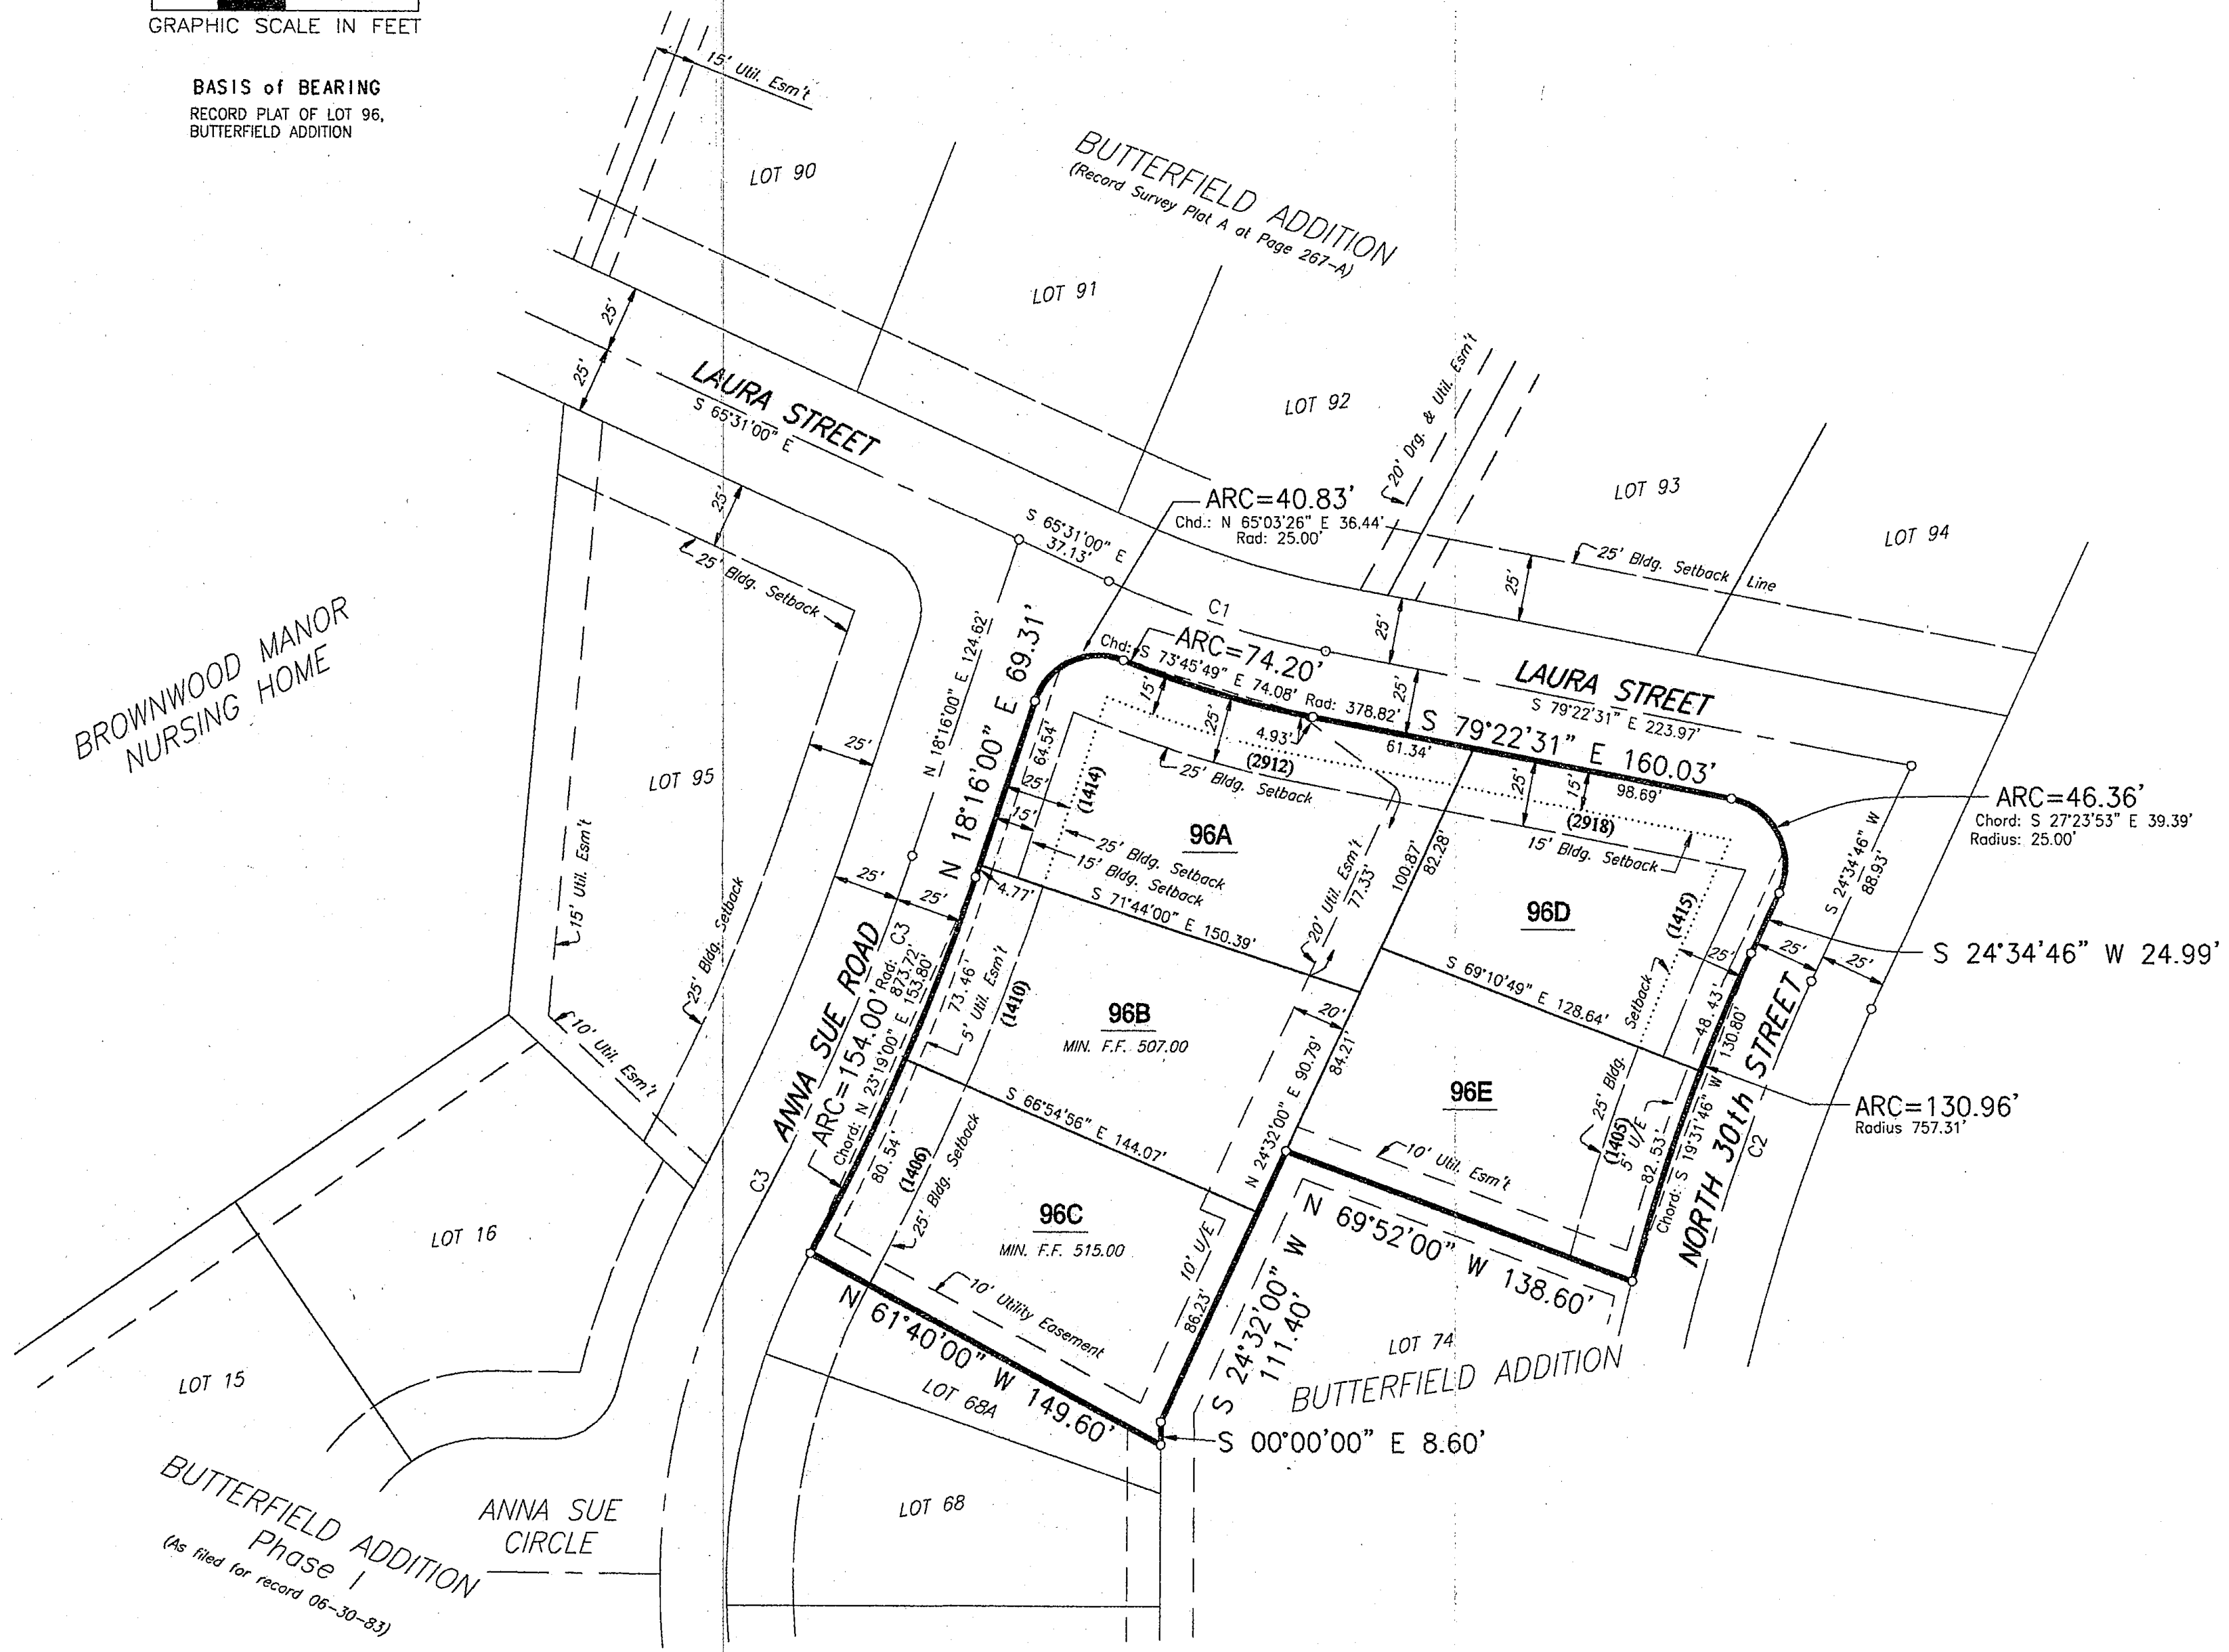 GRAPHIC SCALE IN FEET
BASIS of BEARING
RECORD PLAT OF LOT 96,
BUTTERFIELD ADDITION
15' Util. Esm't
LOT 90
BUTTERFIELD ADDITION
(Record Survey Plat A at Page 267-A)
LOT 91
LOT 92
20' Drg. & Util. Esm't
LOT 93
LOT 94
25'
25'
LAURA STREET
S 65°31'00" E
25'
25' Bldg. Setback
S 65°31'00" E
37.13'
ARC=40.83'
Chd.: N 65°03'26" E 36.44'
Rad: 25.00'
25' Bldg. Setback Line
25'
25'
C1
ARC=74.20'
Chd: S 73°45'49" E 74.08' Rad: 378.82'
25'
LAURA STREET
S 79°22'31" E 223.97'
S 79°22'31" E 160.03'
61.34'
98.69'
4.93'
15'
25'
(2912)
25' Bldg. Setback
25'
15'
(2918)
15' Bldg. Setback
ARC=46.36'
Chord: S 27°23'53" E 39.39'
Radius: 25.00'
S 24°34'46" W
88.93'
BROWNWOOD MANOR
NURSING HOME
LOT 95
15' Util. Esm't
25'
25' Bldg. Setback
10' Util. Esm't
N 18°16'00" E 124.62'
N 18°16'00" E 69.31'
64.54'
25'
15'
(1414)
96A
25' Bldg. Setback
15' Bldg. Setback
4.77'
S 71°44'00" E 150.39'
20' Util. Esm't
77.33'
100.87'
82.28'
96D
(1415)
25'
25'
25'
S 24°34'46" W 24.99'
S 69°10'49" E 128.64'
25' Bldg. Setback
48.43'
130.80'
25'
25'
ANNA SUE ROAD
C3
ARC=154.00' Rad: 873.72'
Chord: N 23°19'00" E 153.80'
73.46'
5' Util. Esm't
(1410)
96B
MIN. F.F. 507.00
20'
N 24°32'00" E 90.79'
84.21'
96E
ARC=130.96'
Radius 757.31'
NORTH 30th STREET
C2
Chord: S 19°31'46" W
82.53'
5' U/E
(1405)
10' Util. Esm't
S 66°54'56" E 144.07'
80.54'
(1406)
25' Bldg. Setback
96C
MIN. F.F. 515.00
10' U/E
86.23'
10' Utility Easement
N 61°40'00" W 149.60'
S 24°32'00" W
111.40'
N 69°52'00" W 138.60'
S 00°00'00" E 8.60'
LOT 74
BUTTERFIELD ADDITION
C3
LOT 16
LOT 15
LOT 68A
LOT 68
BUTTERFIELD ADDITION
Phase I
(As filed for record 06-30-83)
ANNA SUE
CIRCLE